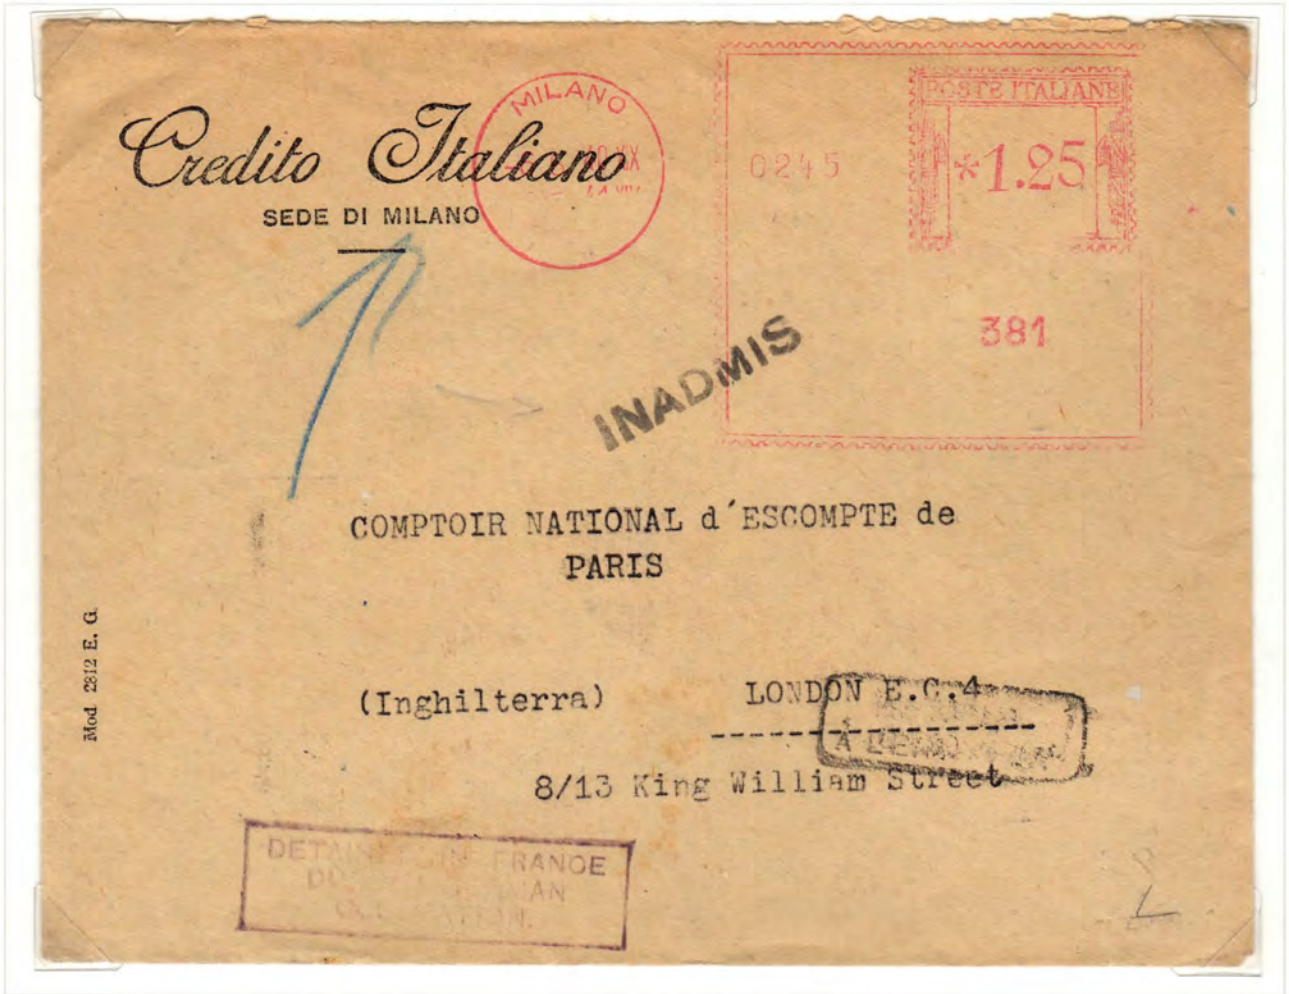 MILANO
Credito Italiano
SEDE DI MILANO
POSTE ITALIANE
0245
*1.25
381
INADMIS
COMPTOIR NATIONAL d'ESCOMPTE de
PARIS
(Inghilterra) LONDON E.C.4
8/13 King William Street
Mod 2812 E. G.
A
IN FRANCE